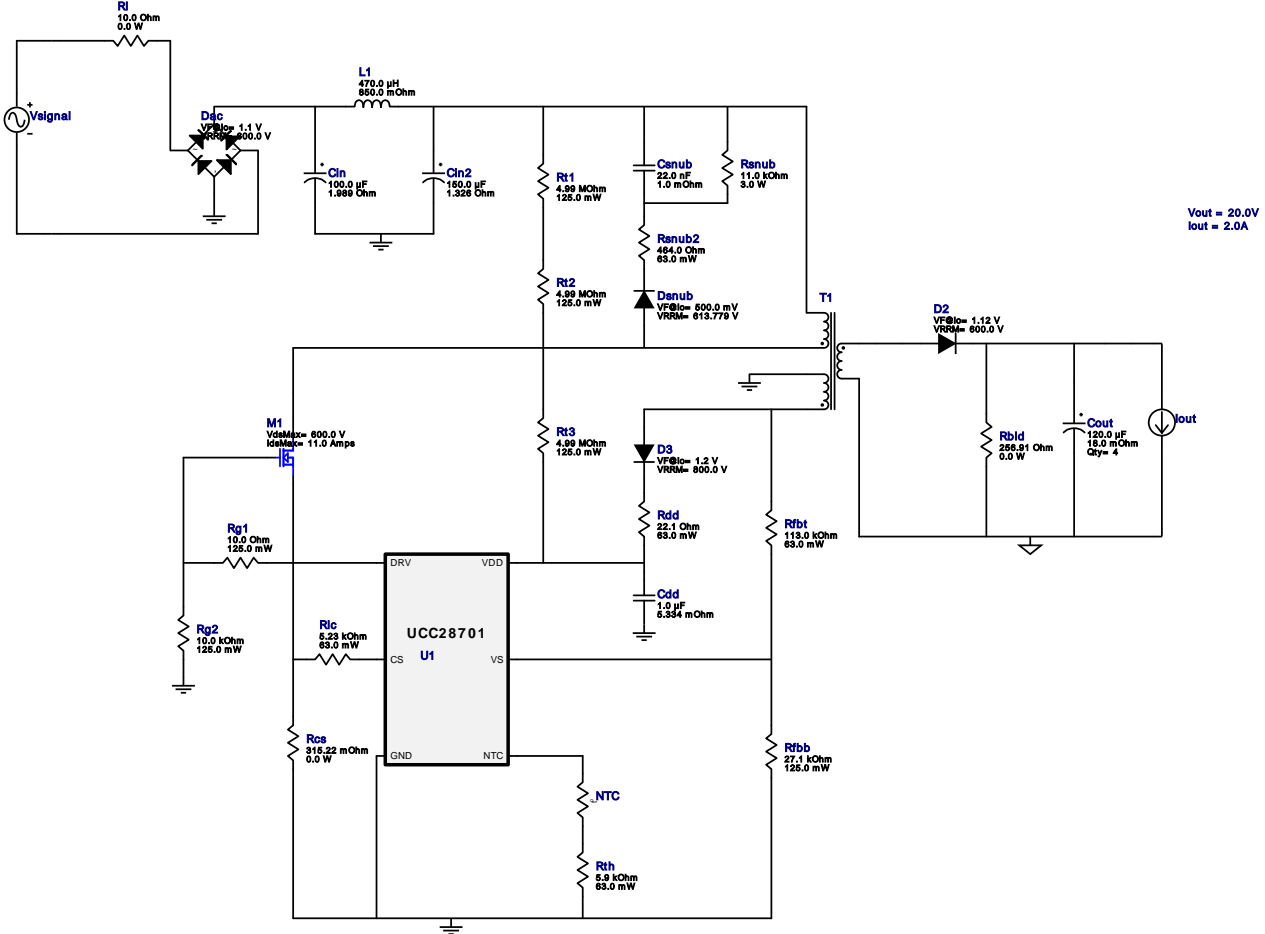 RI
10.0 Ohm
0.0 W
Vsignal
Dac
VF@Io= 1.1 V
VRRM= 600.0 V
L1
470.0 µH
850.0 mOhm
Cin
100.0 µF
1.989 Ohm
Cin2
150.0 µF
1.326 Ohm
Rt1
4.99 MOhm
125.0 mW
Csnub
22.0 nF
1.0 mOhm
Rsnub
11.0 kOhm
3.0 W
Vout = 20.0V
Iout = 2.0A
Rsnub2
464.0 Ohm
63.0 mW
Rt2
4.99 MOhm
125.0 mW
Dsnub
VF@Io= 500.0 mV
VRRM= 613.779 V
T1
D2
VF@Io= 1.12 V
VRRM= 600.0 V
M1
VdsMax= 600.0 V
IdsMax= 11.0 Amps
Rt3
4.99 MOhm
125.0 mW
D3
VF@Io= 1.2 V
VRRM= 800.0 V
Rbld
256.91 Ohm
0.0 W
Cout
120.0 µF
18.0 mOhm
Qty= 4
Iout
Rg1
10.0 Ohm
125.0 mW
Rdd
22.1 Ohm
63.0 mW
Rfbt
113.0 kOhm
63.0 mW
DRV
VDD
Cdd
1.0 µF
5.334 mOhm
Rg2
10.0 kOhm
125.0 mW
Rlc
5.23 kOhm
63.0 mW
UCC28701
U1
CS
VS
Rcs
315.22 mOhm
0.0 W
GND
NTC
Rfbb
27.1 kOhm
125.0 mW
NTC
Rth
5.9 kOhm
63.0 mW